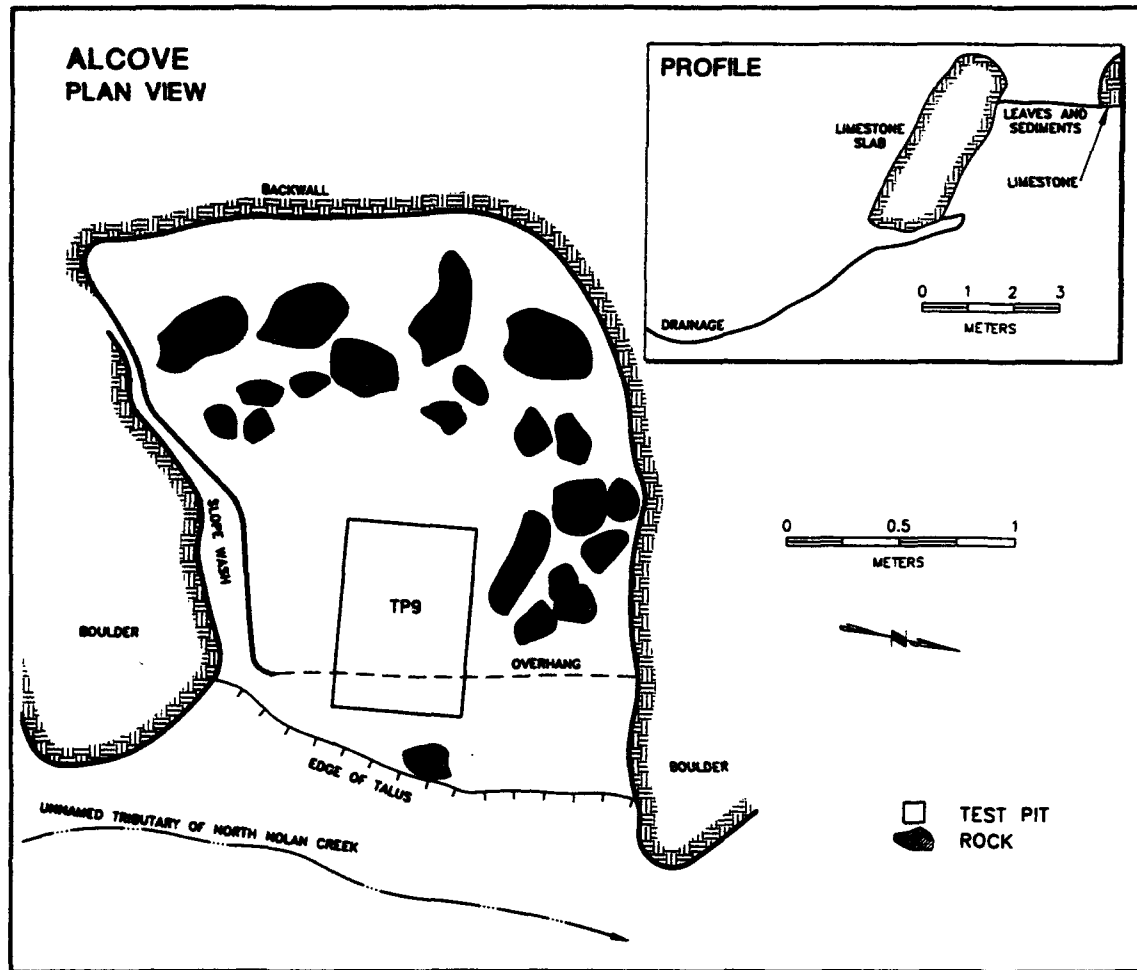 ALCOVE
PLAN VIEW
PROFILE
LIMESTONE
SLAB
LEAVES AND
SEDIMENTS
LIMESTONE
0 1 2 3
METERS
DRAINAGE
BACKWALL
SLOPE WASH
TP9
0 0.5 1
METERS
N
BOULDER
OVERHANG
EDGE OF TALUS
BOULDER
UNNAMED TRIBUTARY OF NORTH NOLAN CREEK
TEST PIT
ROCK